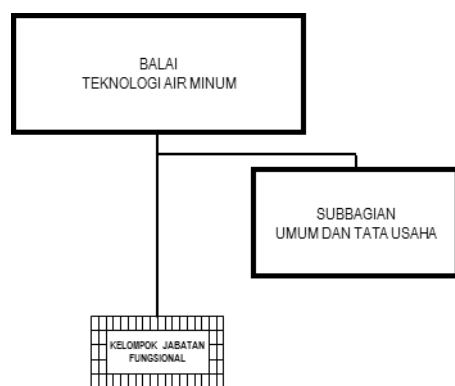 BALAI
TEKNOLOGI AIR MINUM
SUBBAGIAN
UMUM DAN TATA USAHA
KELOMPOK JABATAN
FUNGSIONAL